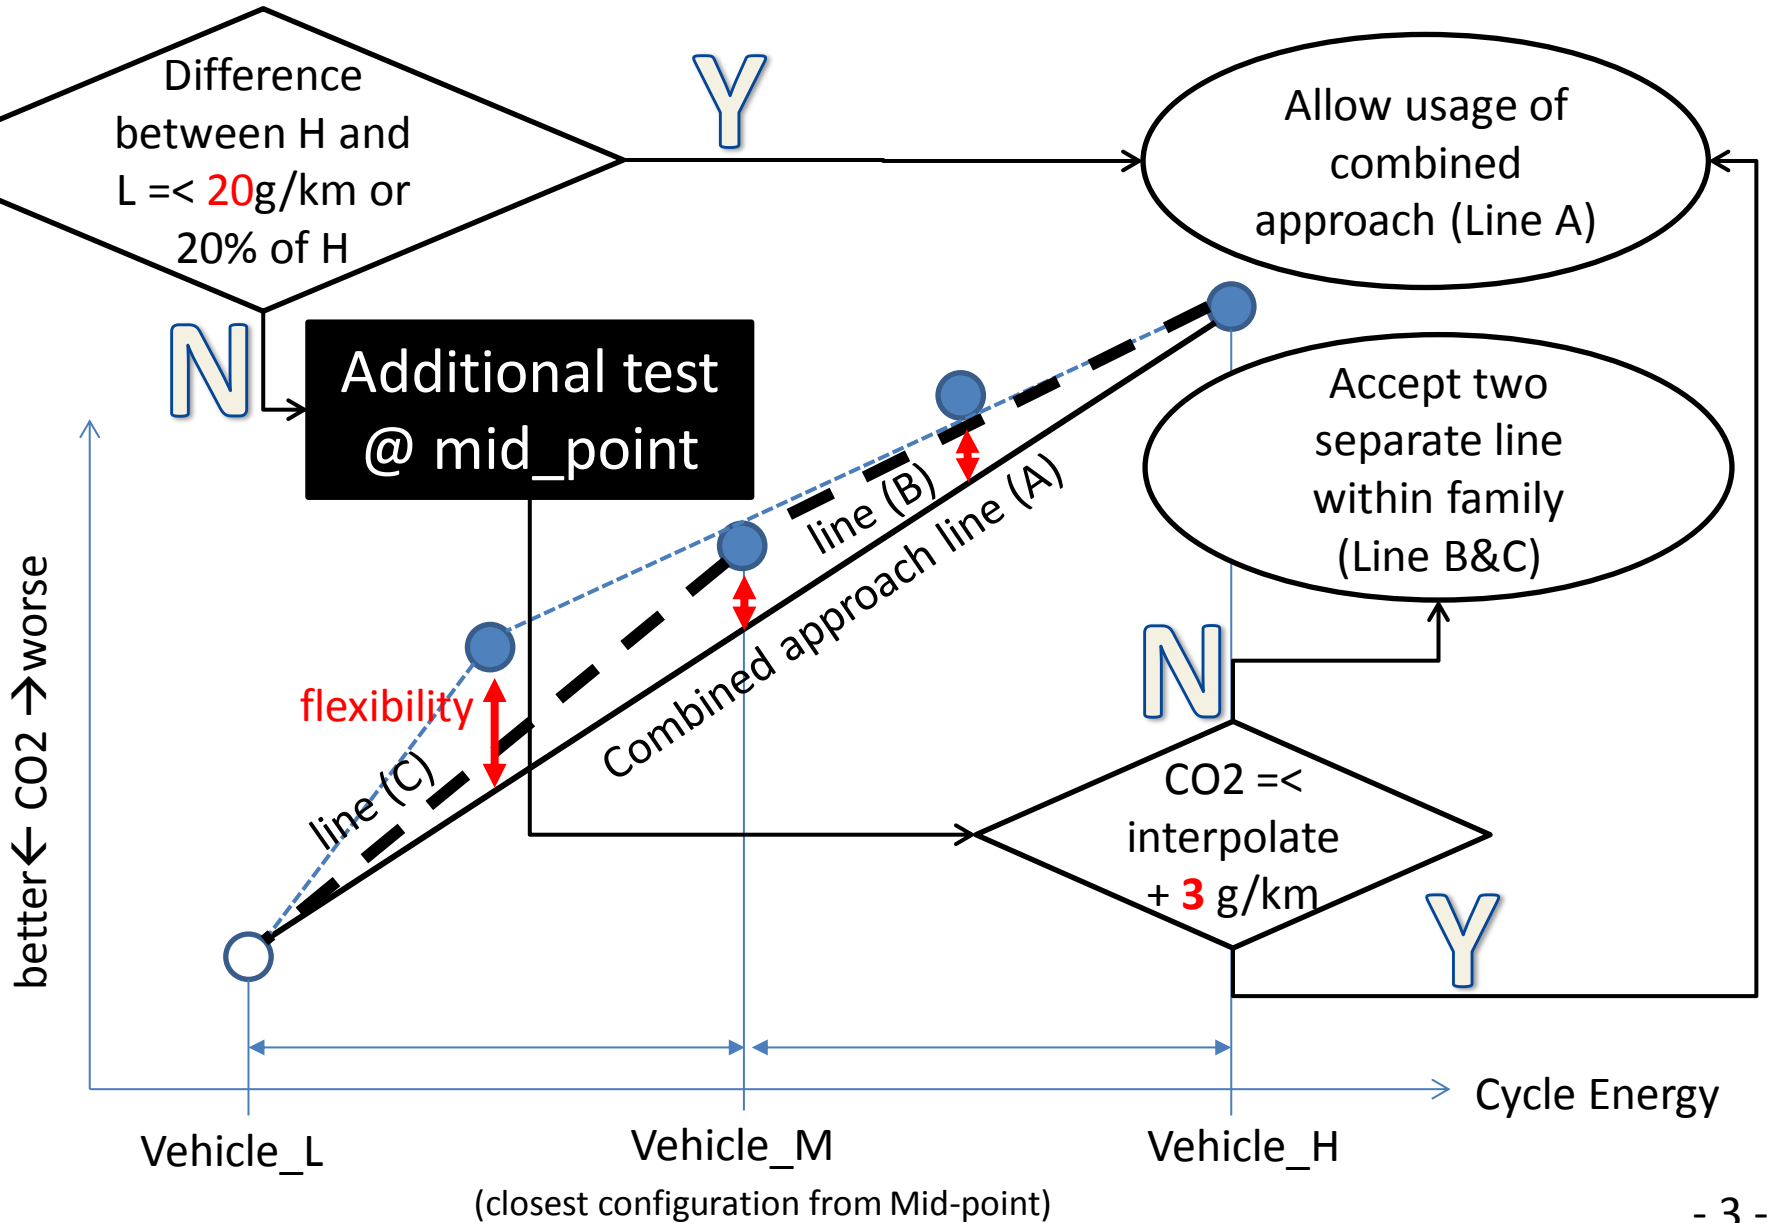 Difference
between H and
L =< 20g/km or
20% of H
Y
Allow usage of
combined
approach (Line A)
N
Additional test
@ mid_point
Accept two
separate line
within family
(Line B&C)
line (B)
Combined approach line (A)
flexibility
line (C)
N
CO2 =<
interpolate
+ 3 g/km
Y
better← CO2 →worse
Cycle Energy
Vehicle_L
Vehicle_M
Vehicle_H
(closest configuration from Mid-point)
- 3 -